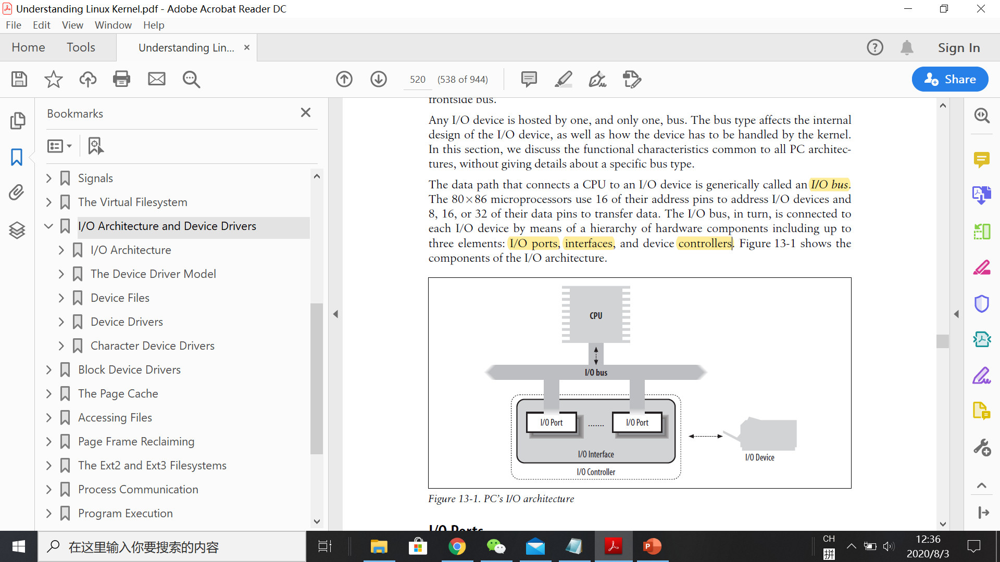 Understanding Linux Kernel.pdf - Adobe Acrobat Reader DC
File Edit View Window Help
Home Tools Understanding Lin... × Sign In
520 (538 of 944) Share
Bookmarks
Signals
The Virtual Filesystem
I/O Architecture and Device Drivers
I/O Architecture
The Device Driver Model
Device Files
Device Drivers
Character Device Drivers
Block Device Drivers
The Page Cache
Accessing Files
Page Frame Reclaiming
The Ext2 and Ext3 Filesystems
Process Communication
Program Execution
frontside bus.
Any I/O device is hosted by one, and only one, bus. The bus type affects the internal
design of the I/O device, as well as how the device has to be handled by the kernel.
In this section, we discuss the functional characteristics common to all PC architec-
tures, without giving details about a specific bus type.
The data path that connects a CPU to an I/O device is generically called an I/O bus.
The 80×86 microprocessors use 16 of their address pins to address I/O devices and
8, 16, or 32 of their data pins to transfer data. The I/O bus, in turn, is connected to
each I/O device by means of a hierarchy of hardware components including up to
three elements: I/O ports, interfaces, and device controllers. Figure 13-1 shows the
components of the I/O architecture.
CPU
I/O bus
I/O Port ....... I/O Port
I/O Interface
I/O Controller
I/O Device
Figure 13-1. PC's I/O architecture
I/O Ports
在这里输入你要搜索的内容
CH
拼
12:36
2020/8/3